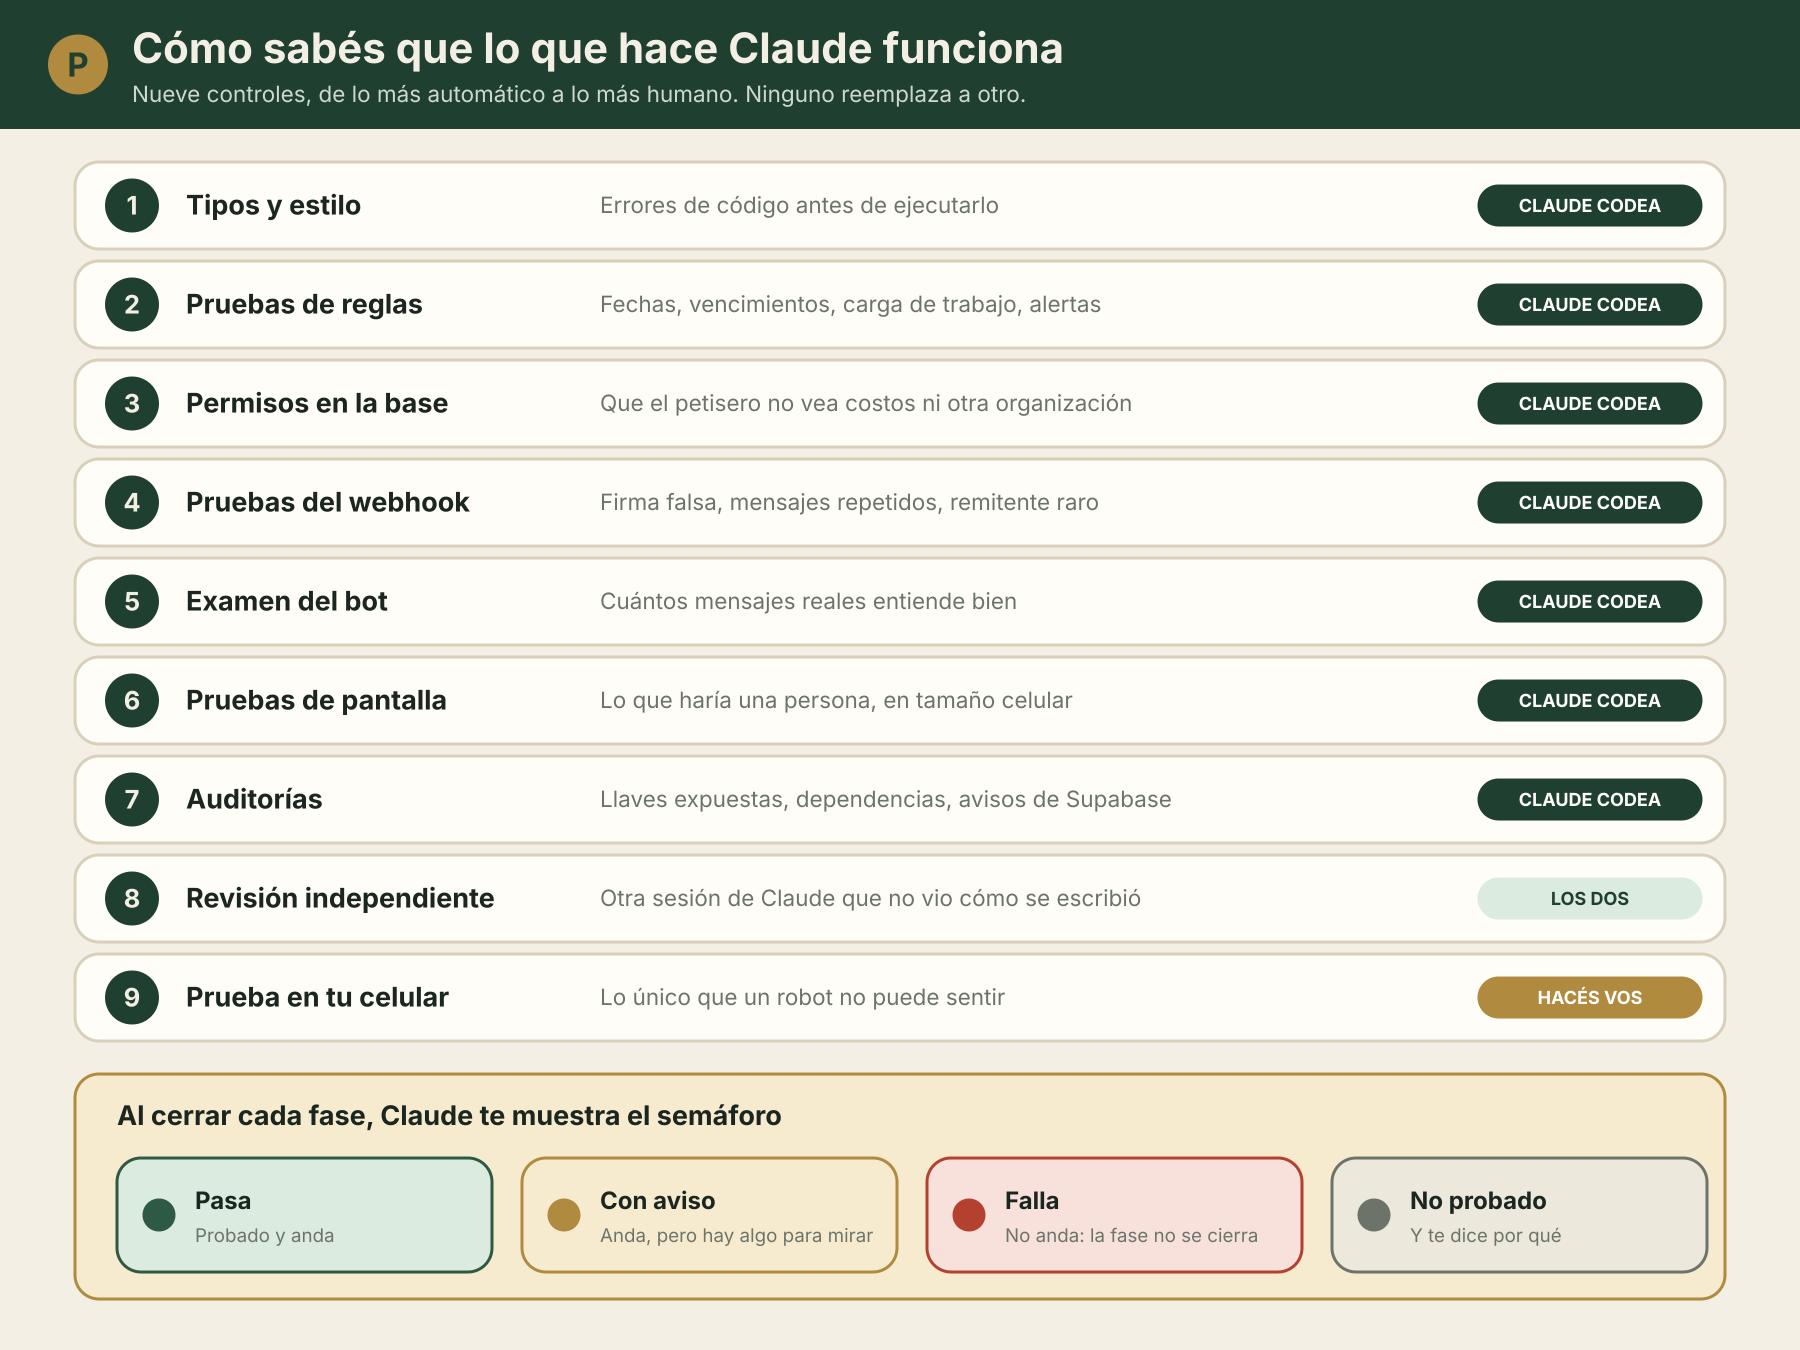 P
Cómo sabés que lo que hace Claude funciona
Nueve controles, de lo más automático a lo más humano. Ninguno reemplaza a otro.
1 Tipos y estilo Errores de código antes de ejecutarlo CLAUDE CODEA
2 Pruebas de reglas Fechas, vencimientos, carga de trabajo, alertas CLAUDE CODEA
3 Permisos en la base Que el petisero no vea costos ni otra organización CLAUDE CODEA
4 Pruebas del webhook Firma falsa, mensajes repetidos, remitente raro CLAUDE CODEA
5 Examen del bot Cuántos mensajes reales entiende bien CLAUDE CODEA
6 Pruebas de pantalla Lo que haría una persona, en tamaño celular CLAUDE CODEA
7 Auditorías Llaves expuestas, dependencias, avisos de Supabase CLAUDE CODEA
8 Revisión independiente Otra sesión de Claude que no vio cómo se escribió LOS DOS
9 Prueba en tu celular Lo único que un robot no puede sentir HACÉS VOS
Al cerrar cada fase, Claude te muestra el semáforo
Pasa
Probado y anda
Con aviso
Anda, pero hay algo para mirar
Falla
No anda: la fase no se cierra
No probado
Y te dice por qué